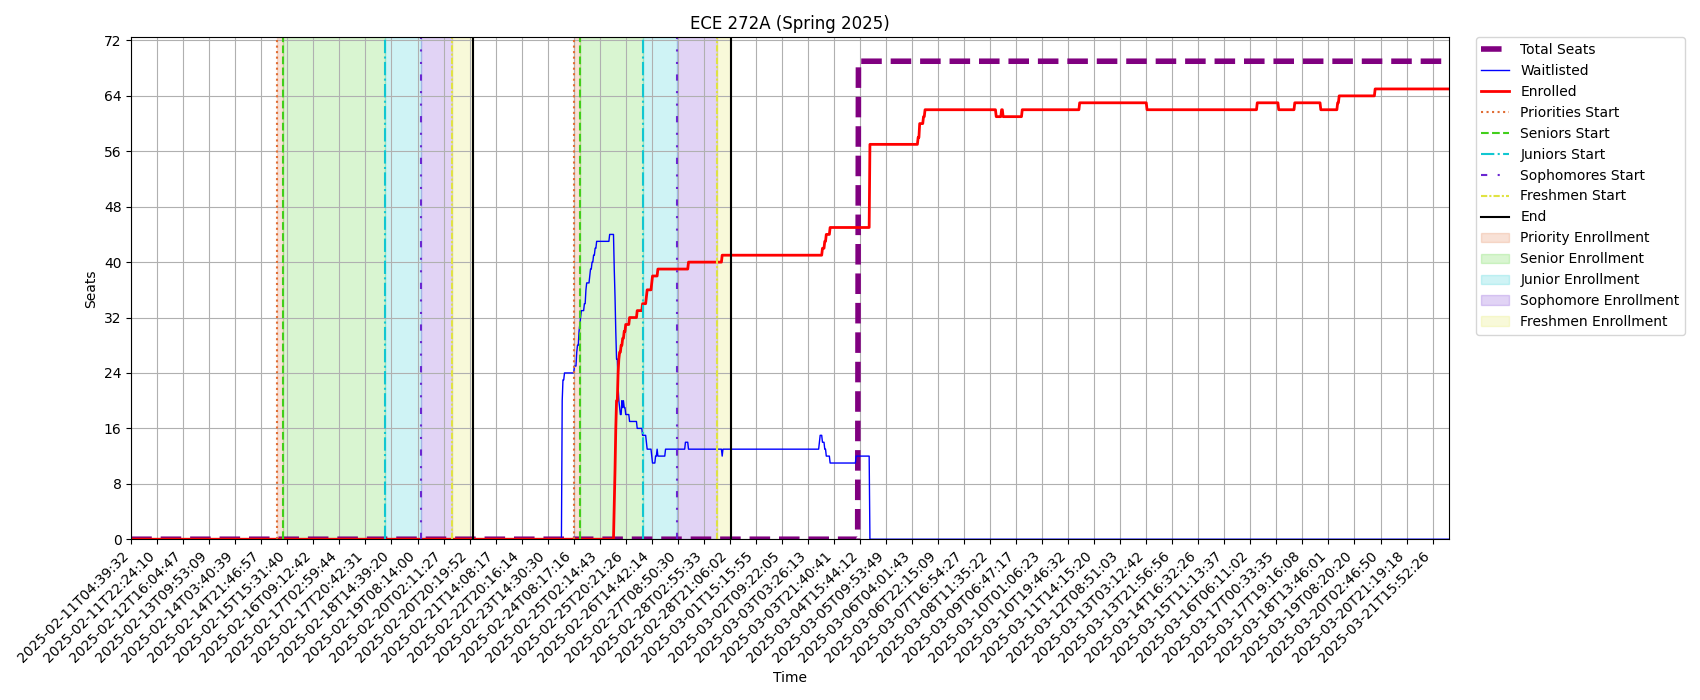 ECE 272A (Spring 2025)
72
64
56
48
40
32
24
16
8
0
Seats
2025-02-11T04:39:32
2025-02-11T22:24:10
2025-02-12T16:04:47
2025-02-13T09:53:09
2025-02-14T03:40:39
2025-02-14T21:46:57
2025-02-15T15:31:40
2025-02-16T09:12:42
2025-02-17T02:59:44
2025-02-17T20:42:31
2025-02-18T14:39:20
2025-02-19T08:14:00
2025-02-20T02:11:27
2025-02-20T20:19:52
2025-02-21T14:08:17
2025-02-22T20:16:14
2025-02-23T14:30:30
2025-02-24T08:17:16
2025-02-25T02:14:43
2025-02-25T20:21:26
2025-02-26T14:42:14
2025-02-27T08:50:30
2025-02-28T02:55:33
2025-02-28T21:06:02
2025-03-01T15:15:55
2025-03-02T09:22:05
2025-03-03T03:26:13
2025-03-03T21:40:41
2025-03-04T15:44:12
2025-03-05T09:53:49
2025-03-06T04:01:43
2025-03-06T22:15:09
2025-03-07T16:54:27
2025-03-08T11:35:22
2025-03-09T06:47:17
2025-03-10T01:06:23
2025-03-10T19:46:32
2025-03-11T14:15:20
2025-03-12T08:51:03
2025-03-13T03:12:42
2025-03-13T21:56:56
2025-03-14T16:32:26
2025-03-15T11:13:37
2025-03-16T06:11:02
2025-03-17T00:33:35
2025-03-17T19:16:08
2025-03-18T13:46:01
2025-03-19T08:20:20
2025-03-20T02:46:50
2025-03-20T21:19:18
2025-03-21T15:52:26
Time
Total Seats
Waitlisted
Enrolled
Priorities Start
Seniors Start
Juniors Start
Sophomores Start
Freshmen Start
End
Priority Enrollment
Senior Enrollment
Junior Enrollment
Sophomore Enrollment
Freshmen Enrollment